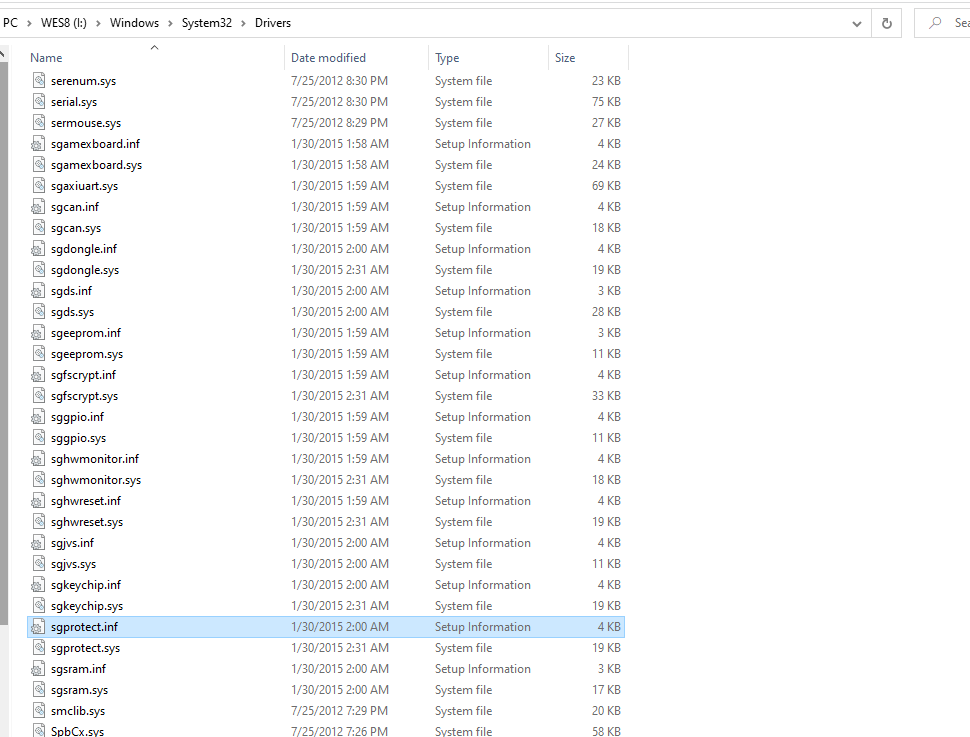 PC > WES8 (I:) > Windows > System32 > Drivers
Sea
Name Date modified Type Size
serenum.sys 7/25/2012 8:30 PM System file 23 KB
serial.sys 7/25/2012 8:30 PM System file 75 KB
sermouse.sys 7/25/2012 8:29 PM System file 27 KB
sgamexboard.inf 1/30/2015 1:58 AM Setup Information 4 KB
sgamexboard.sys 1/30/2015 1:58 AM System file 24 KB
sgaxiuart.sys 1/30/2015 1:59 AM System file 69 KB
sgcan.inf 1/30/2015 1:59 AM Setup Information 4 KB
sgcan.sys 1/30/2015 1:59 AM System file 18 KB
sgdongle.inf 1/30/2015 2:00 AM Setup Information 4 KB
sgdongle.sys 1/30/2015 2:31 AM System file 19 KB
sgds.inf 1/30/2015 2:00 AM Setup Information 3 KB
sgds.sys 1/30/2015 2:00 AM System file 28 KB
sgeeprom.inf 1/30/2015 1:59 AM Setup Information 3 KB
sgeeprom.sys 1/30/2015 1:59 AM System file 11 KB
sgfscrypt.inf 1/30/2015 2:00 AM Setup Information 4 KB
sgfscrypt.sys 1/30/2015 2:31 AM System file 33 KB
sggpio.inf 1/30/2015 1:59 AM Setup Information 4 KB
sggpio.sys 1/30/2015 1:59 AM System file 11 KB
sghwmonitor.inf 1/30/2015 1:59 AM Setup Information 4 KB
sghwmonitor.sys 1/30/2015 2:31 AM System file 18 KB
sghwreset.inf 1/30/2015 1:59 AM Setup Information 4 KB
sghwreset.sys 1/30/2015 2:31 AM System file 19 KB
sgjvs.inf 1/30/2015 2:00 AM Setup Information 4 KB
sgjvs.sys 1/30/2015 2:00 AM System file 11 KB
sgkeychip.inf 1/30/2015 2:00 AM Setup Information 4 KB
sgkeychip.sys 1/30/2015 2:31 AM System file 19 KB
sgprotect.inf 1/30/2015 2:00 AM Setup Information 4 KB
sgprotect.sys 1/30/2015 2:31 AM System file 19 KB
sgsram.inf 1/30/2015 2:00 AM Setup Information 3 KB
sgsram.sys 1/30/2015 2:00 AM System file 17 KB
smclib.sys 7/25/2012 7:29 PM System file 20 KB
SpbCx.sys 7/25/2012 7:26 PM System file 58 KB